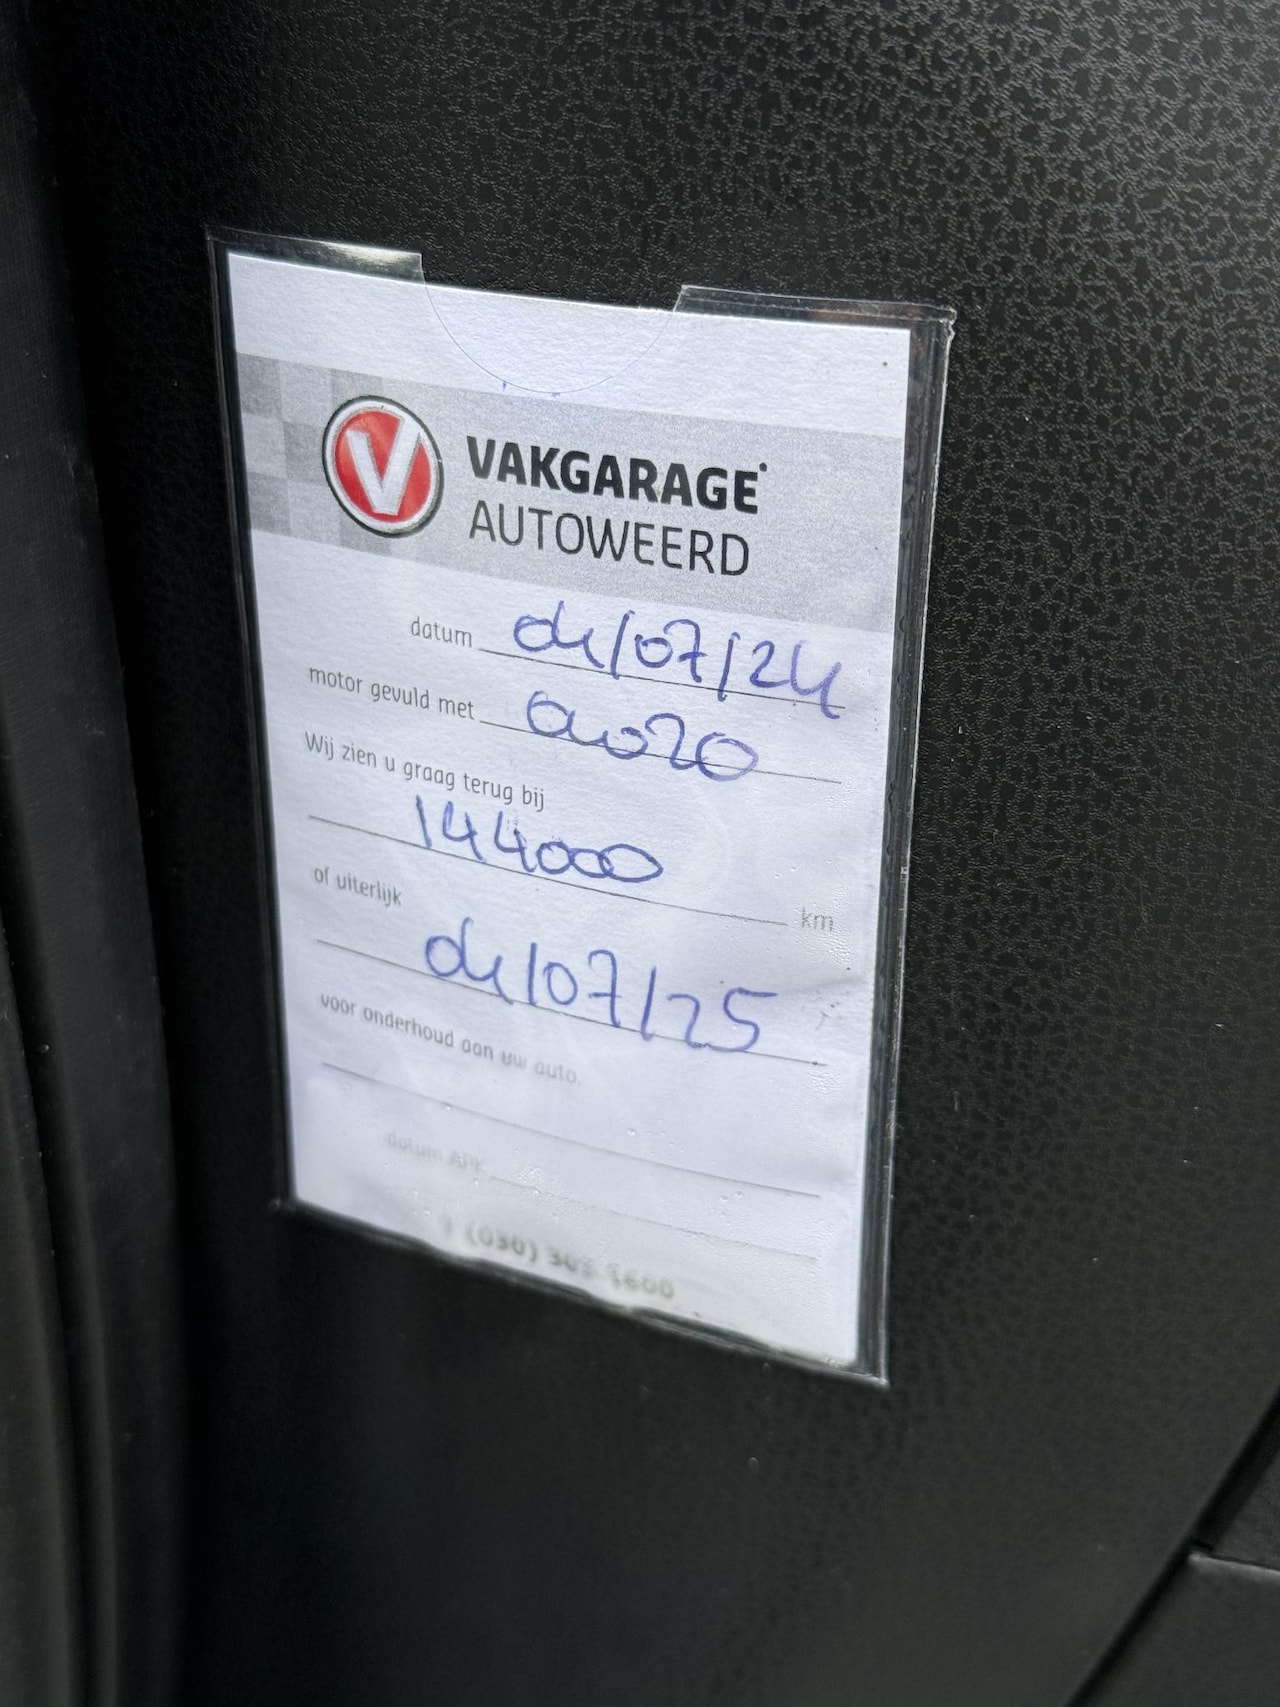 V VAKGARAGE
AUTOWEERD
datum 04/07/24
motor gevuld met 0w20
Wij zien u graag terug bij
144000 km
of uiterlijk
04/07/25
voor onderhoud aan uw auto.
datum APK
(030)